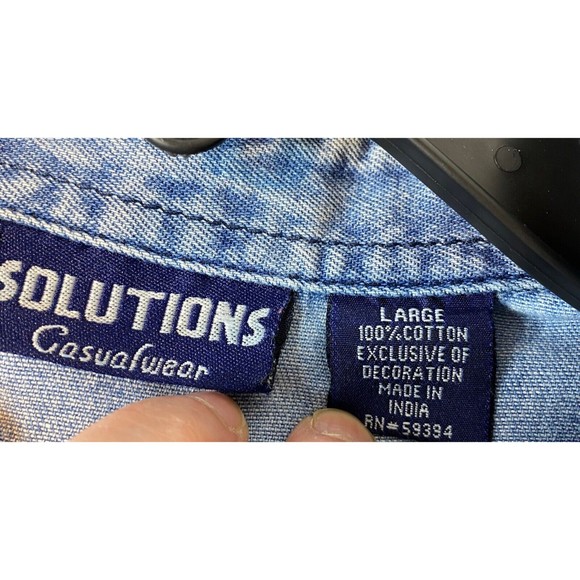 SOLUTIONS
Casualwear
LARGE
100%COTTON
EXCLUSIVE OF
DECORATION
MADE IN
INDIA
RN# 59394